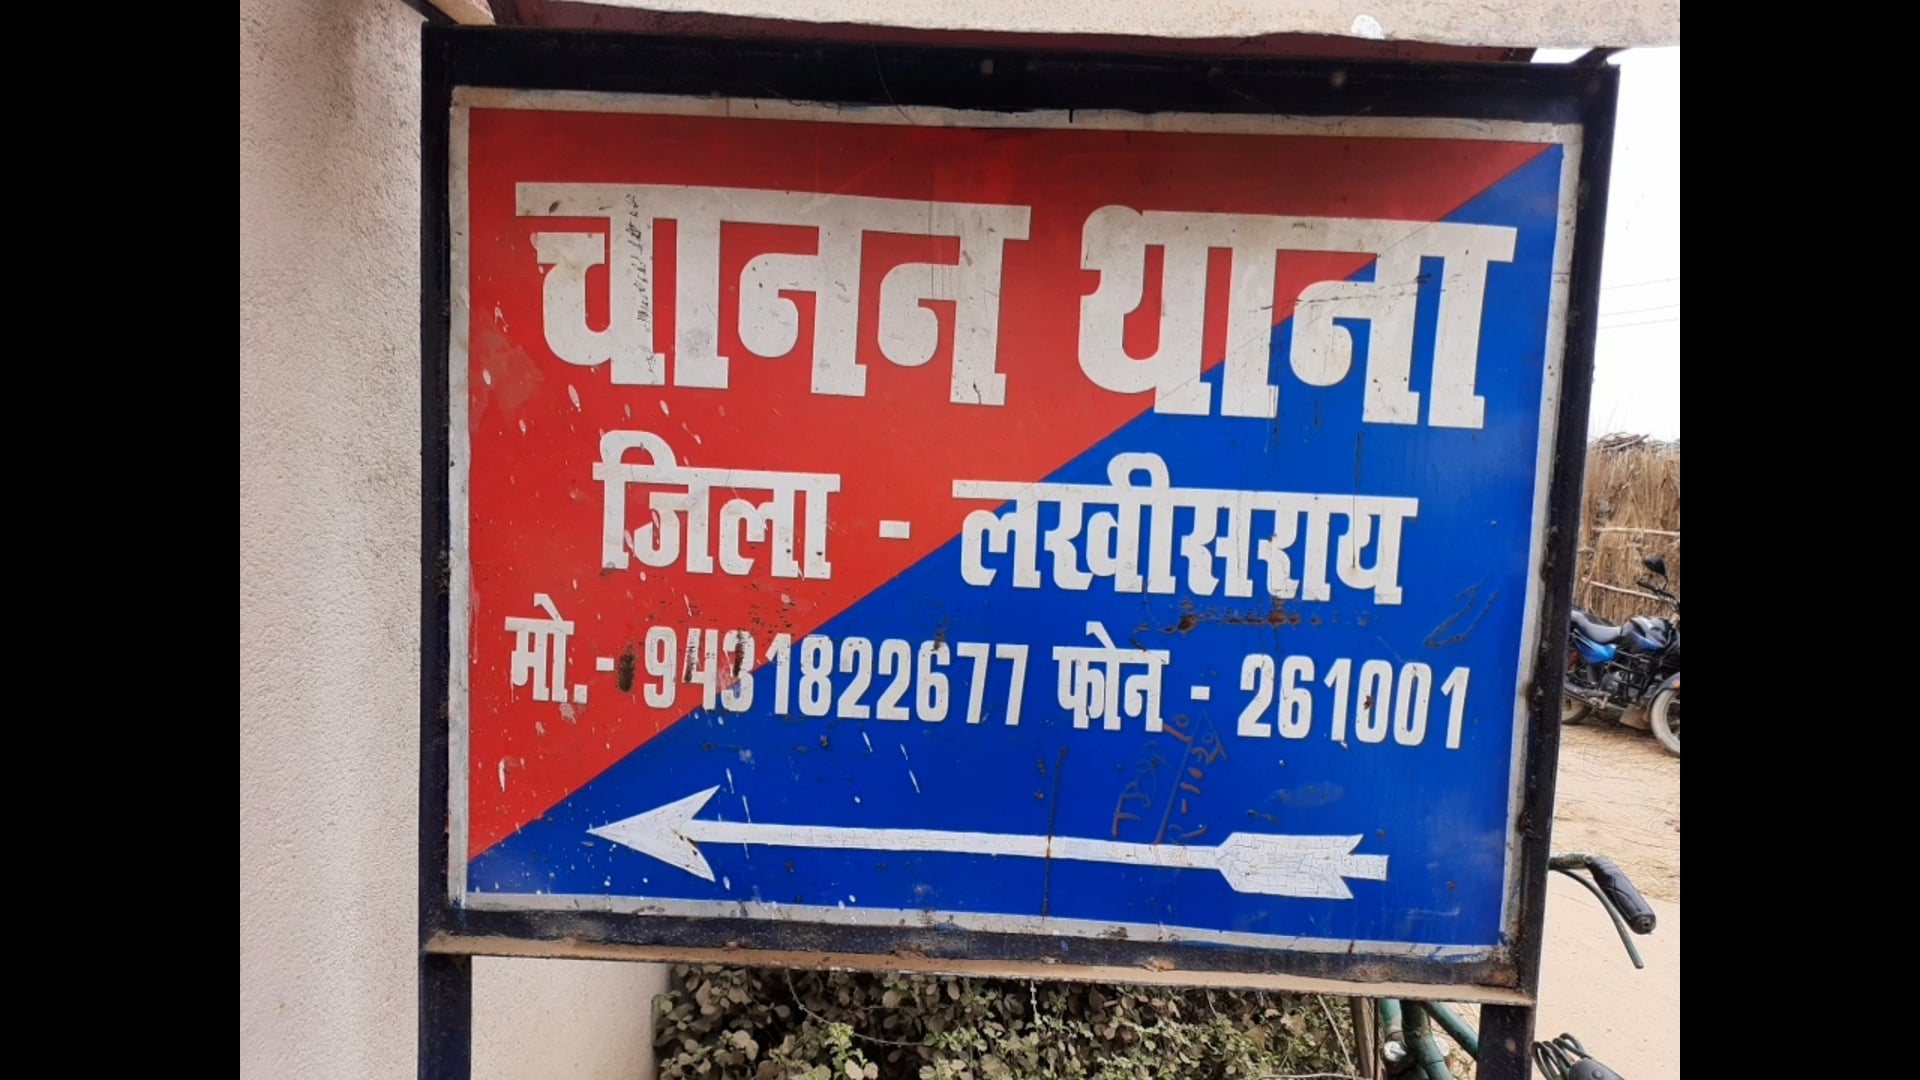 चानन थाना
जिला - लखीसराय
मो.- 9431822677 फोन - 261001